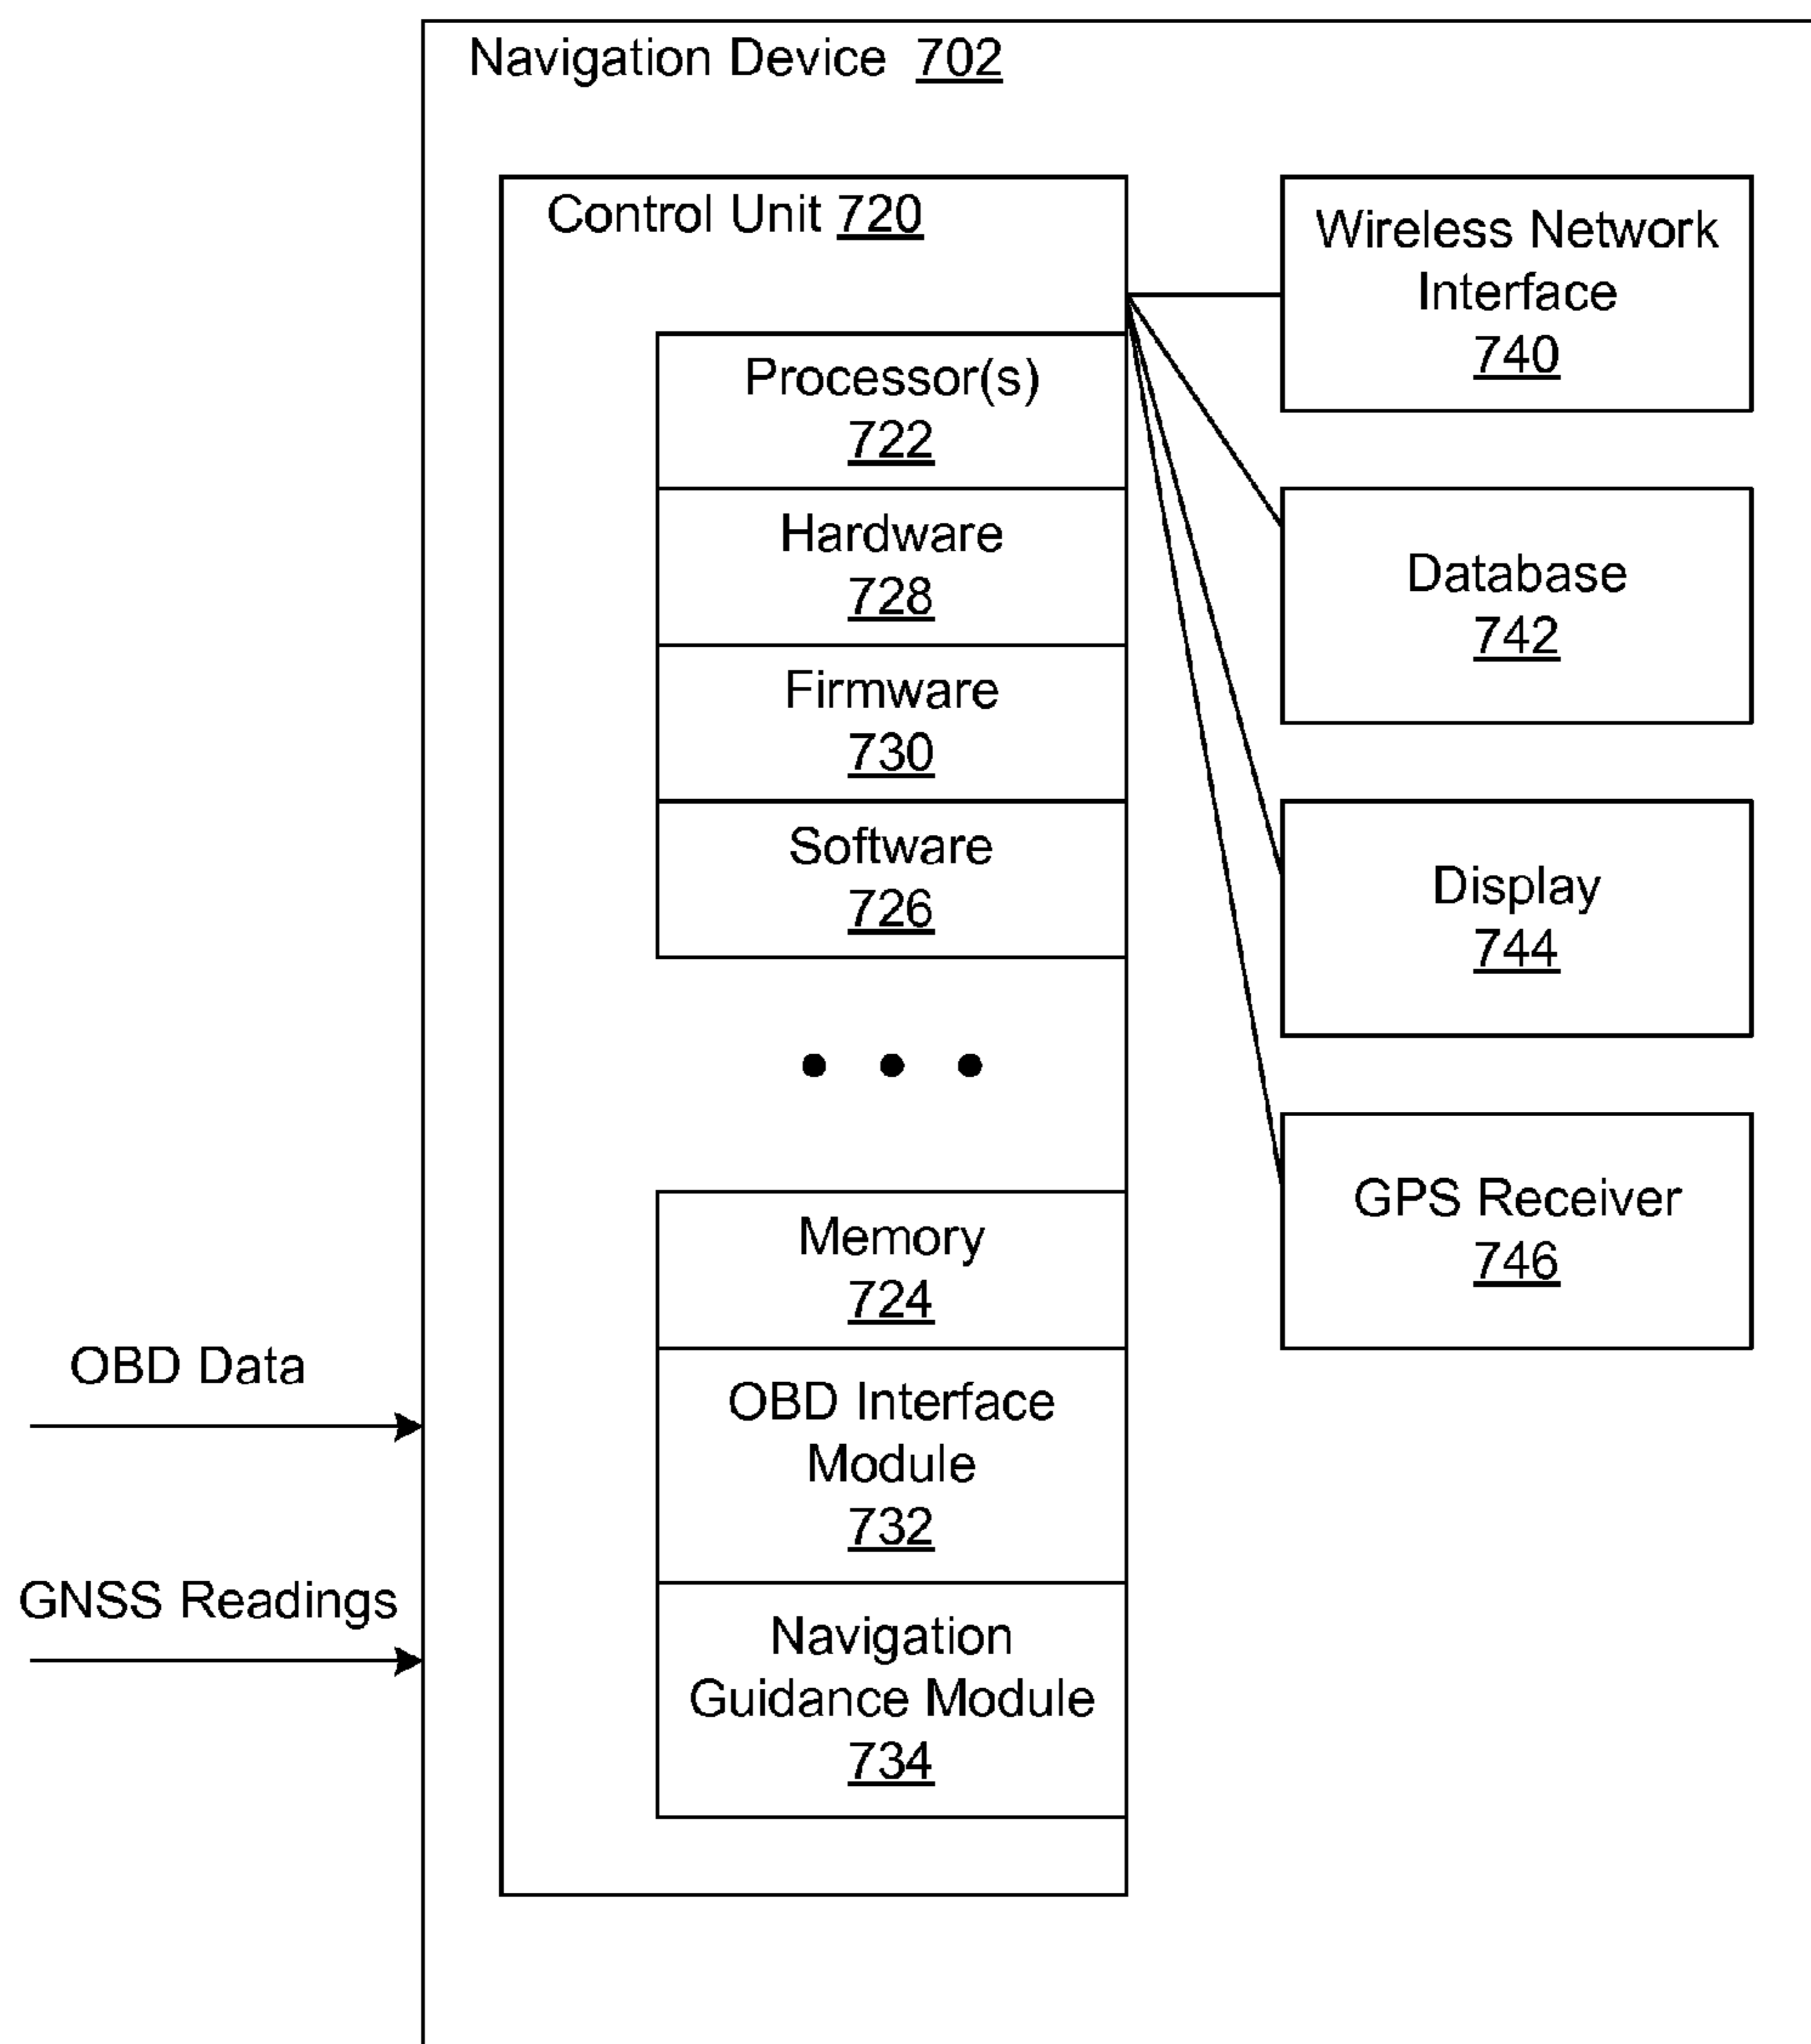 Navigation Device 702
Control Unit 720
Processor(s)
722
Hardware
728
Firmware
730
Software
726
Memory
724
OBD Interface
Module
732
Navigation
Guidance Module
734
Wireless Network
Interface
740
Database
742
Display
744
GPS Receiver
746
OBD Data
GNSS Readings